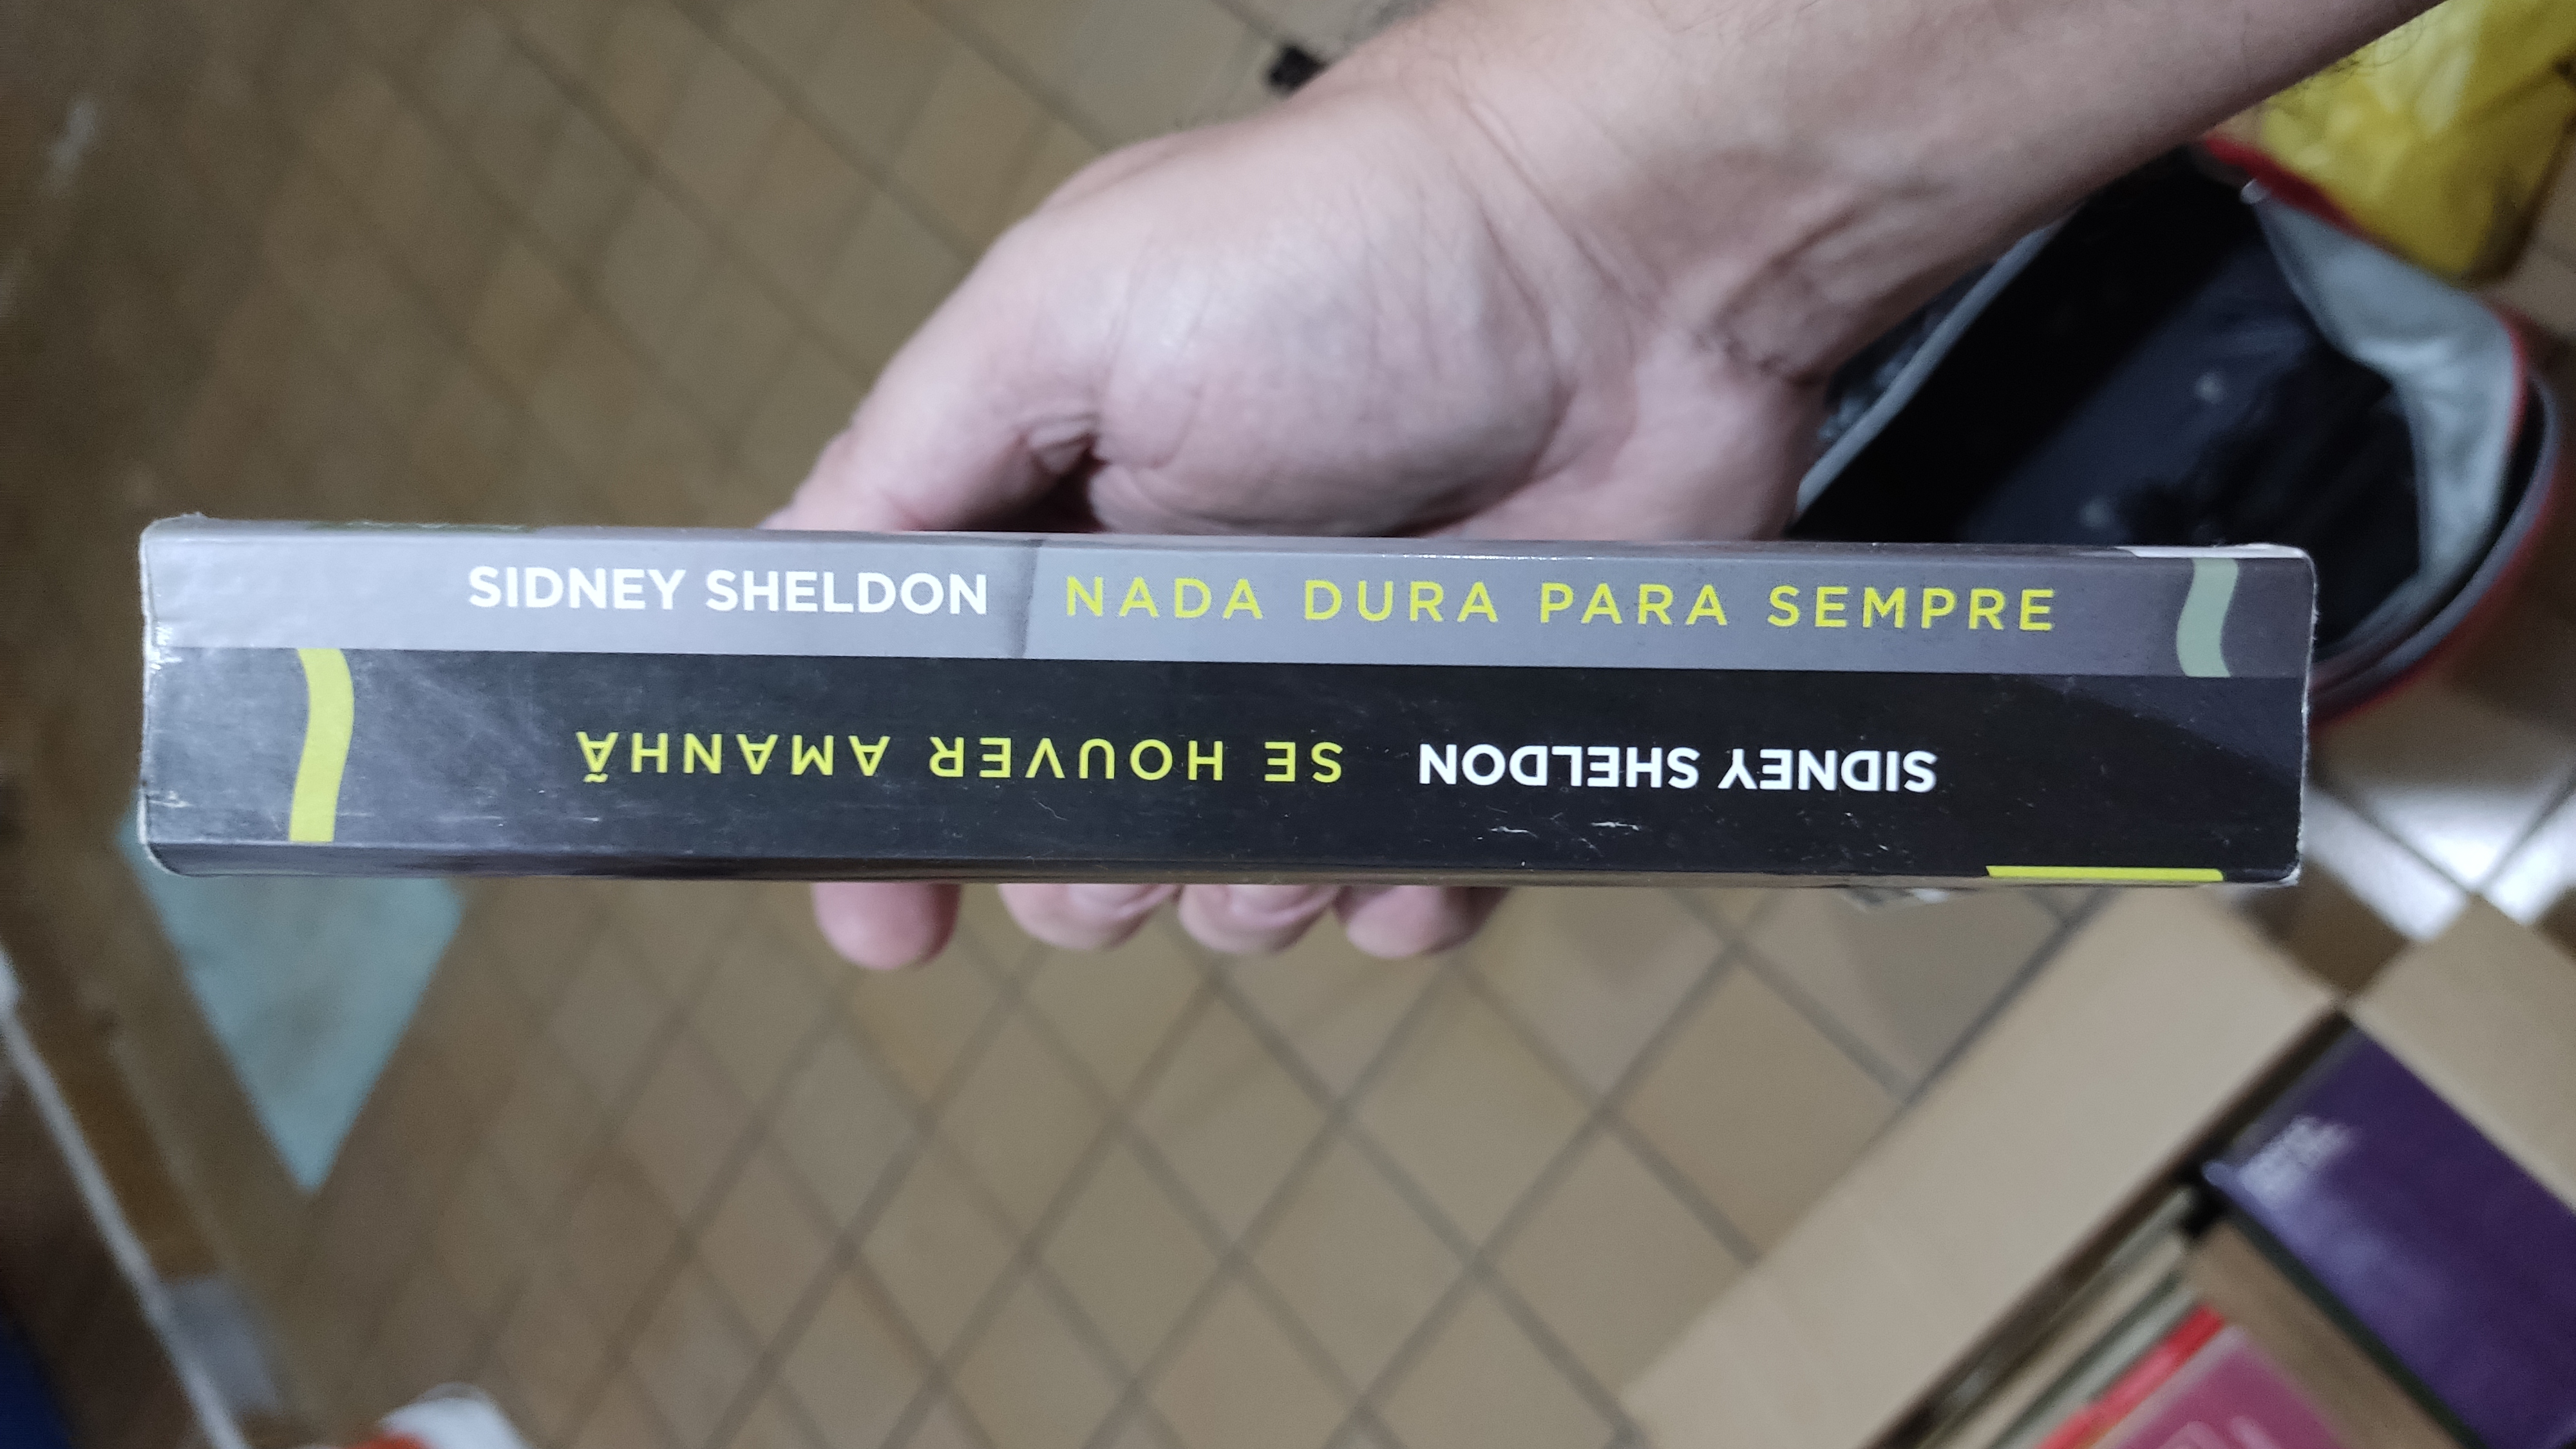 SIDNEY SHELDON SE HOUVER AMANHÃ
SIDNEY SHELDON NADA DURA PARA SEMPRE